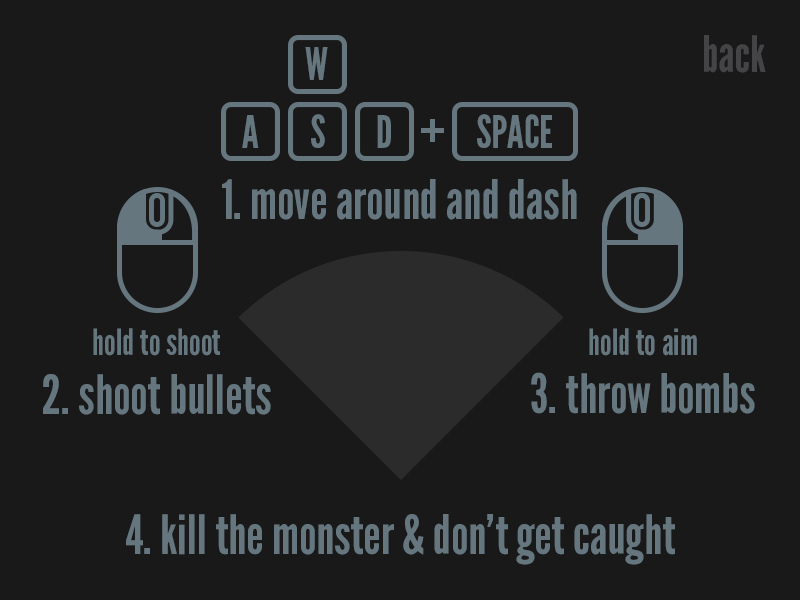 W
back
A S D + SPACE
1. move around and dash
hold to shoot
hold to aim
2. shoot bullets
3. throw bombs
4. kill the monster & don't get caught